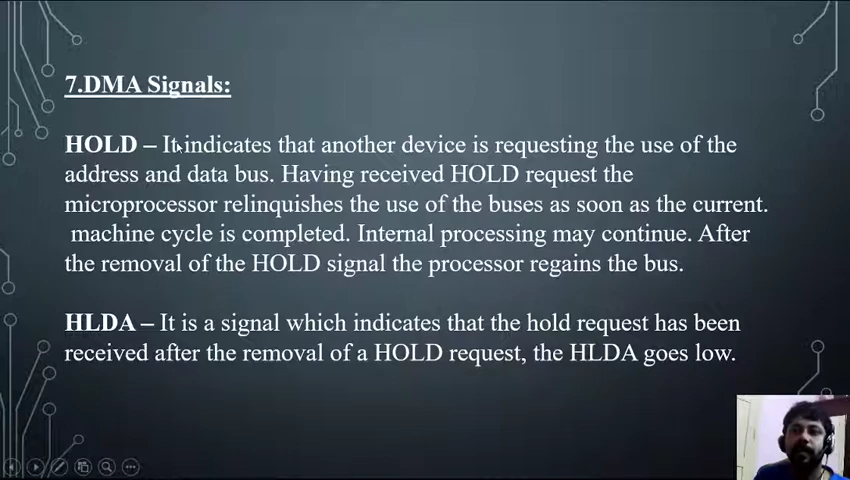 7.DMA Signals:
HOLD – It indicates that another device is requesting the use of the
address and data bus. Having received HOLD request the
microprocessor relinquishes the use of the buses as soon as the current.
machine cycle is completed. Internal processing may continue. After
the removal of the HOLD signal the processor regains the bus.
HLDA – It is a signal which indicates that the hold request has been
received after the removal of a HOLD request, the HLDA goes low.